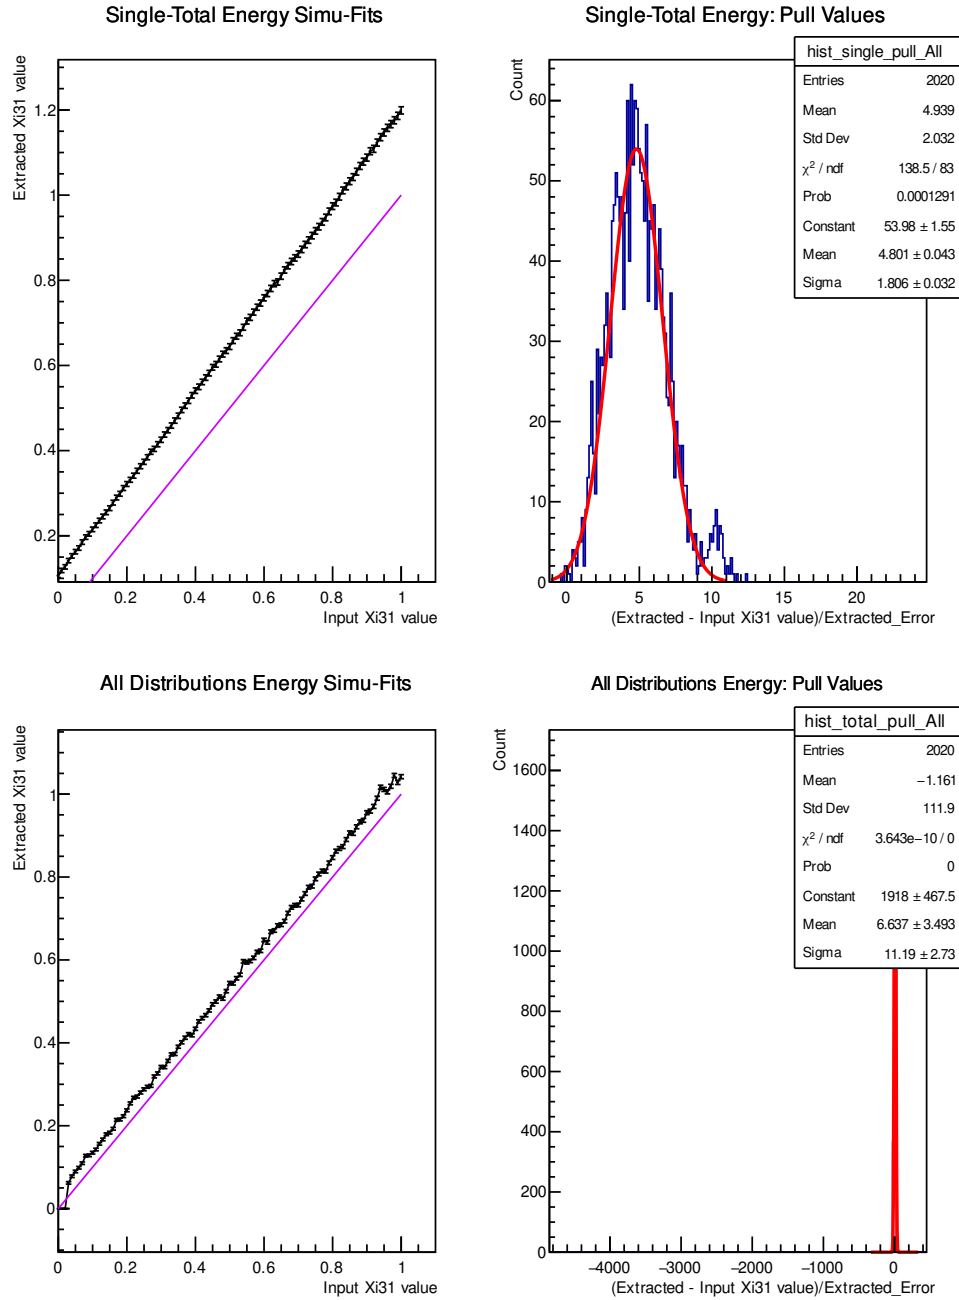 Single-Total Energy Simu-Fits
Extracted Xi31 value
1.2
1
0.8
0.6
0.4
0.2
0 0.2 0.4 0.6 0.8 1
Input Xi31 value
Single-Total Energy: Pull Values
Count
60
50
40
30
20
10
0
0 5 10 15 20
(Extracted - Input Xi31 value)/Extracted_Error
hist_single_pull_All
Entries 2020
Mean 4.939
Std Dev 2.032
χ² / ndf 138.5 / 83
Prob 0.0001291
Constant 53.98 ± 1.55
Mean 4.801 ± 0.043
Sigma 1.806 ± 0.032
All Distributions Energy Simu-Fits
Extracted Xi31 value
1
0.8
0.6
0.4
0.2
0
0 0.2 0.4 0.6 0.8 1
Input Xi31 value
All Distributions Energy: Pull Values
Count
1600
1400
1200
1000
800
600
400
200
0
−4000 −3000 −2000 −1000 0
(Extracted - Input Xi31 value)/Extracted_Error
hist_total_pull_All
Entries 2020
Mean −1.161
Std Dev 111.9
χ² / ndf 3.643e−10 / 0
Prob 0
Constant 1918 ± 467.5
Mean 6.637 ± 3.493
Sigma 11.19 ± 2.73